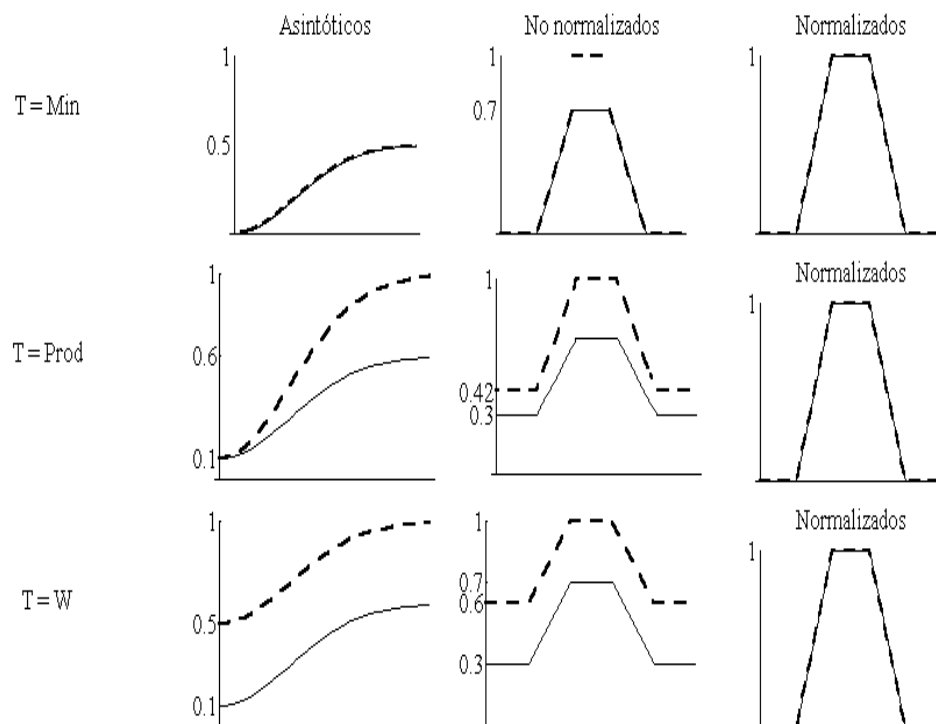 Asintóticos
No normalizados
Normalizados
T = Min
1
0.5
1
0.7
1
T = Prod
1
0.6
0.1
1
0.42
0.3
Normalizados
1
T = W
1
0.5
0.1
1
0.7
0.6
0.3
Normalizados
1